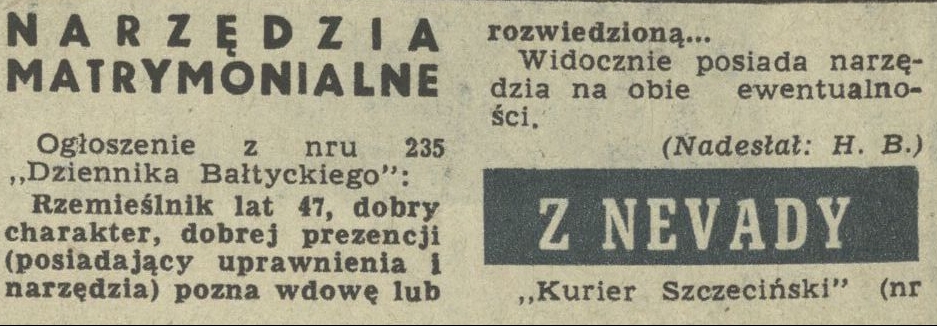 NARZĘDZIA
MATRYMONIALNE
Ogłoszenie z nru 235
„Dziennika Bałtyckiego":
Rzemieślnik lat 47, dobry
charakter, dobrej prezencji
(posiadający uprawnienia i
narzędzia) pozna wdowę lub
rozwiedzioną...
Widocznie posiada narzę-
dzia na obie ewentualno-
ści.
(Nadesłał: H. B.)
Z NEVADY
„Kurier Szczeciński" (nr